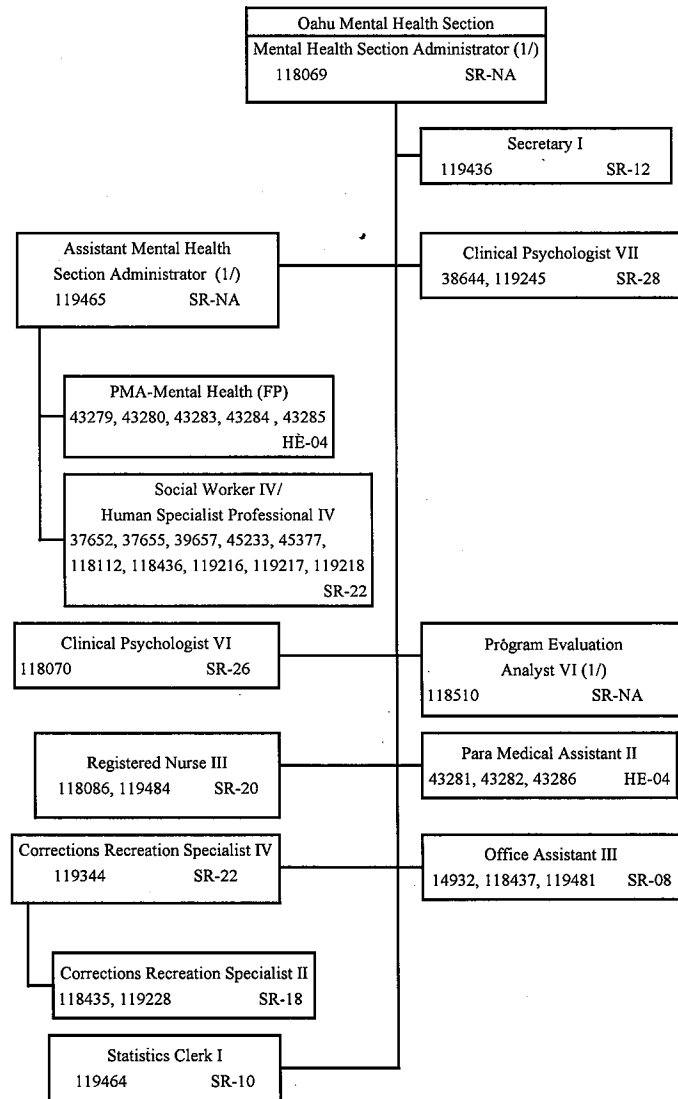 Oahu Mental Health Section
Mental Health Section Administrator (1/)
118069 SR-NA
Secretary I
119436 SR-12
Assistant Mental Health
Section Administrator (1/)
119465 SR-NA
Clinical Psychologist VII
38644, 119245 SR-28
PMA-Mental Health (FP)
43279, 43280, 43283, 43284 , 43285
HE-04
Social Worker IV/
Human Specialist Professional IV
37652, 37655, 39657, 45233, 45377,
118112, 118436, 119216, 119217, 119218
SR-22
Clinical Psychologist VI
118070 SR-26
Program Evaluation
Analyst VI (1/)
118510 SR-NA
Registered Nurse III
118086, 119484 SR-20
Para Medical Assistant II
43281, 43282, 43286 HE-04
Corrections Recreation Specialist IV
119344 SR-22
Office Assistant III
14932, 118437, 119481 SR-08
Corrections Recreation Specialist II
118435, 119228 SR-18
Statistics Clerk I
119464 SR-10